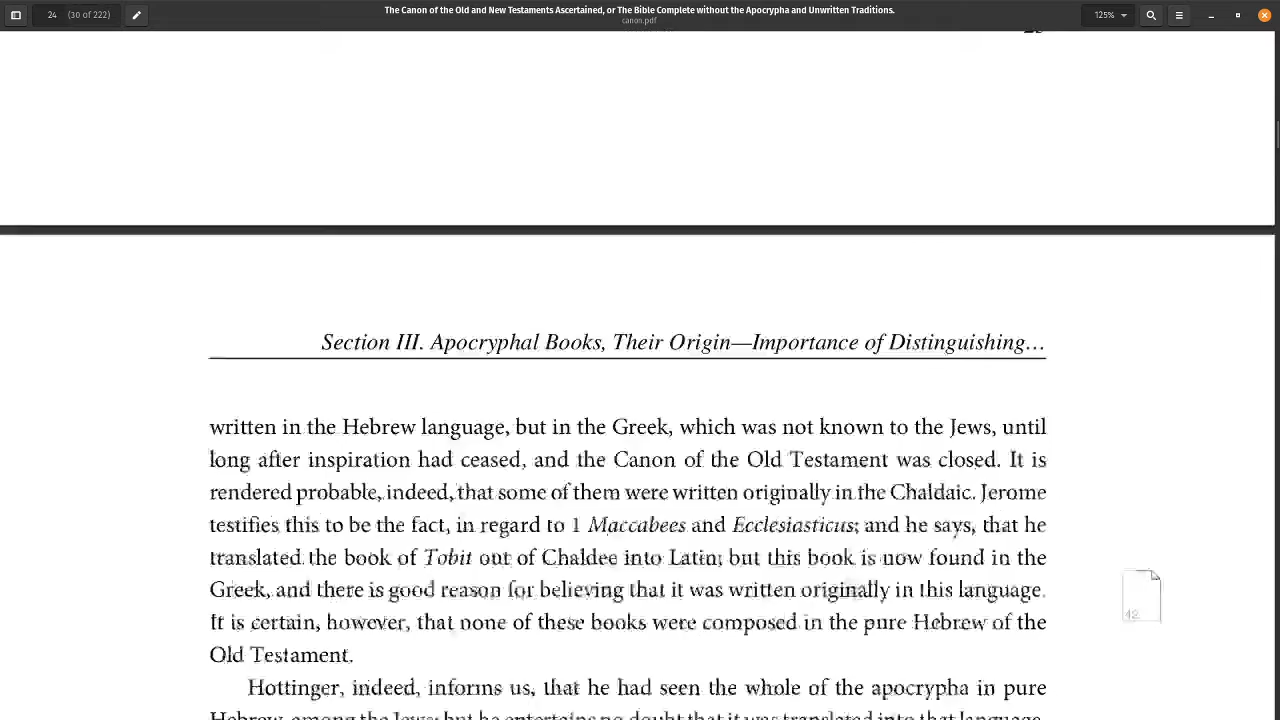 24 (30 of 222)
The Canon of the Old and New Testaments Ascertained, or The Bible Complete without the Apocrypha and Unwritten Traditions.
canon.pdf
125%
Section III. Apocryphal Books, Their Origin—Importance of Distinguishing…
written in the Hebrew language, but in the Greek, which was not known to the Jews, until
long after inspiration had ceased, and the Canon of the Old Testament was closed. It is
rendered probable, indeed, that some of them were written originally in the Chaldaic. Jerome
testifies this to be the fact, in regard to 1 Maccabees and Ecclesiasticus; and he says, that he
translated the book of Tobit out of Chaldee into Latin; but this book is now found in the
Greek, and there is good reason for believing that it was written originally in this language.
It is certain, however, that none of these books were composed in the pure Hebrew of the
Old Testament.
42
Hottinger, indeed, informs us, that he had seen the whole of the apocrypha in pure
Hebrew, among the Jews; but he entertains no doubt that it was translated into that language,